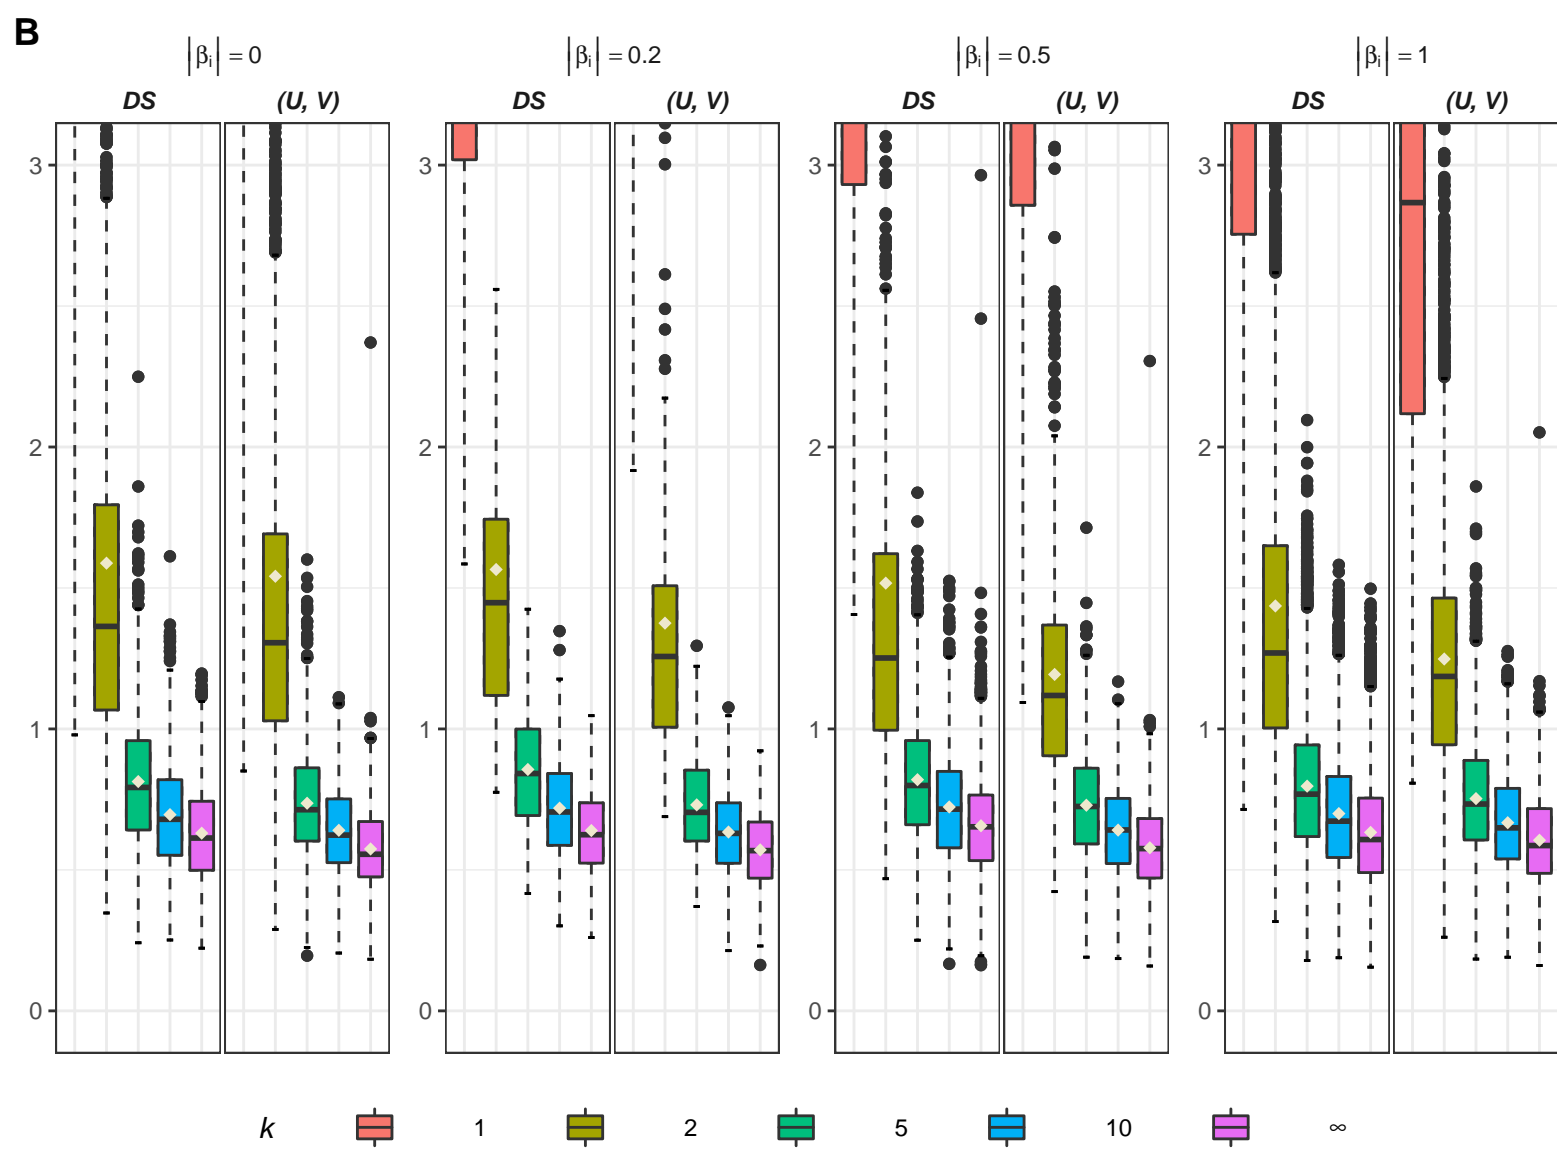 B
|βi| = 0 |βi| = 0.2 |βi| = 0.5 |βi| = 1
DS (U, V) DS (U, V) DS (U, V) DS (U, V)
3 3 3 3
2 2 2 2
1 1 1 1
0 0 0 0
k 1 2 5 10 ∞